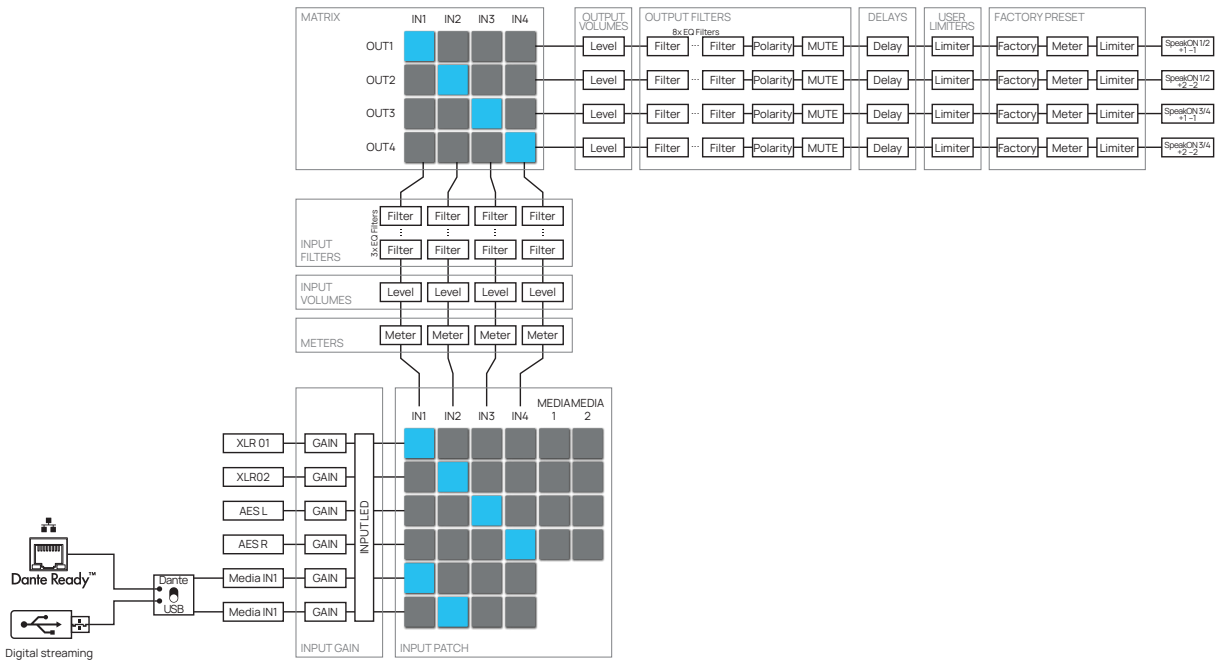 MATRIX IN1 IN2 IN3 IN4
OUTPUT VOLUMES
OUTPUT FILTERS
8x EQ Filters
DELAYS
USER LIMITERS
FACTORY PRESET
OUT1 Level Filter ... Filter Polarity MUTE Delay Limiter Factory Meter Limiter SpeakON 1/2 +1 -1
OUT2 Level Filter ... Filter Polarity MUTE Delay Limiter Factory Meter Limiter SpeakON 1/2 +2 -2
OUT3 Level Filter ... Filter Polarity MUTE Delay Limiter Factory Meter Limiter SpeakON 3/4 +1 -1
OUT4 Level Filter ... Filter Polarity MUTE Delay Limiter Factory Meter Limiter SpeakON 3/4 +2 -2
INPUT FILTERS
3x EQ Filters
Filter Filter Filter Filter
Filter Filter Filter Filter
INPUT VOLUMES
Level Level Level Level
METERS
Meter Meter Meter Meter
IN1 IN2 IN3 IN4 MEDIA 1 MEDIA 2
XLR 01 GAIN
XLR02 GAIN
AES L GAIN
AES R GAIN
Media IN1 GAIN
Media IN1 GAIN
INPUT LED
Dante Ready™
Dante
USB
Digital streaming
INPUT GAIN
INPUT PATCH